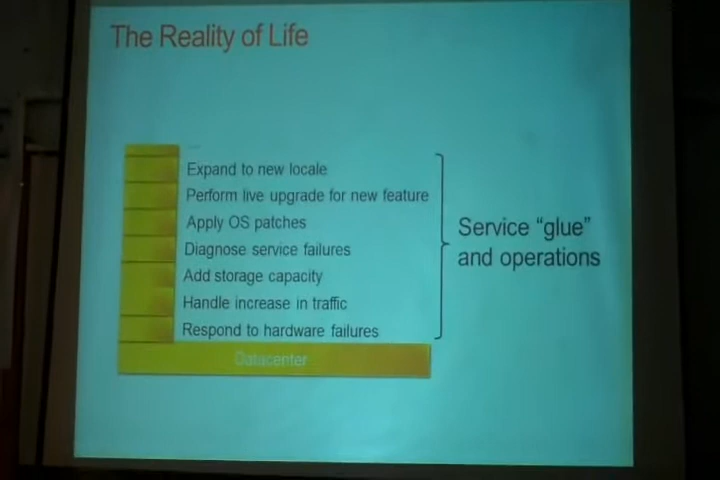 The Reality of Life
Expand to new locale
Perform live upgrade for new feature
Apply OS patches
Diagnose service failures
Add storage capacity
Handle increase in traffic
Respond to hardware failures
Service “glue”
and operations
Datacenter